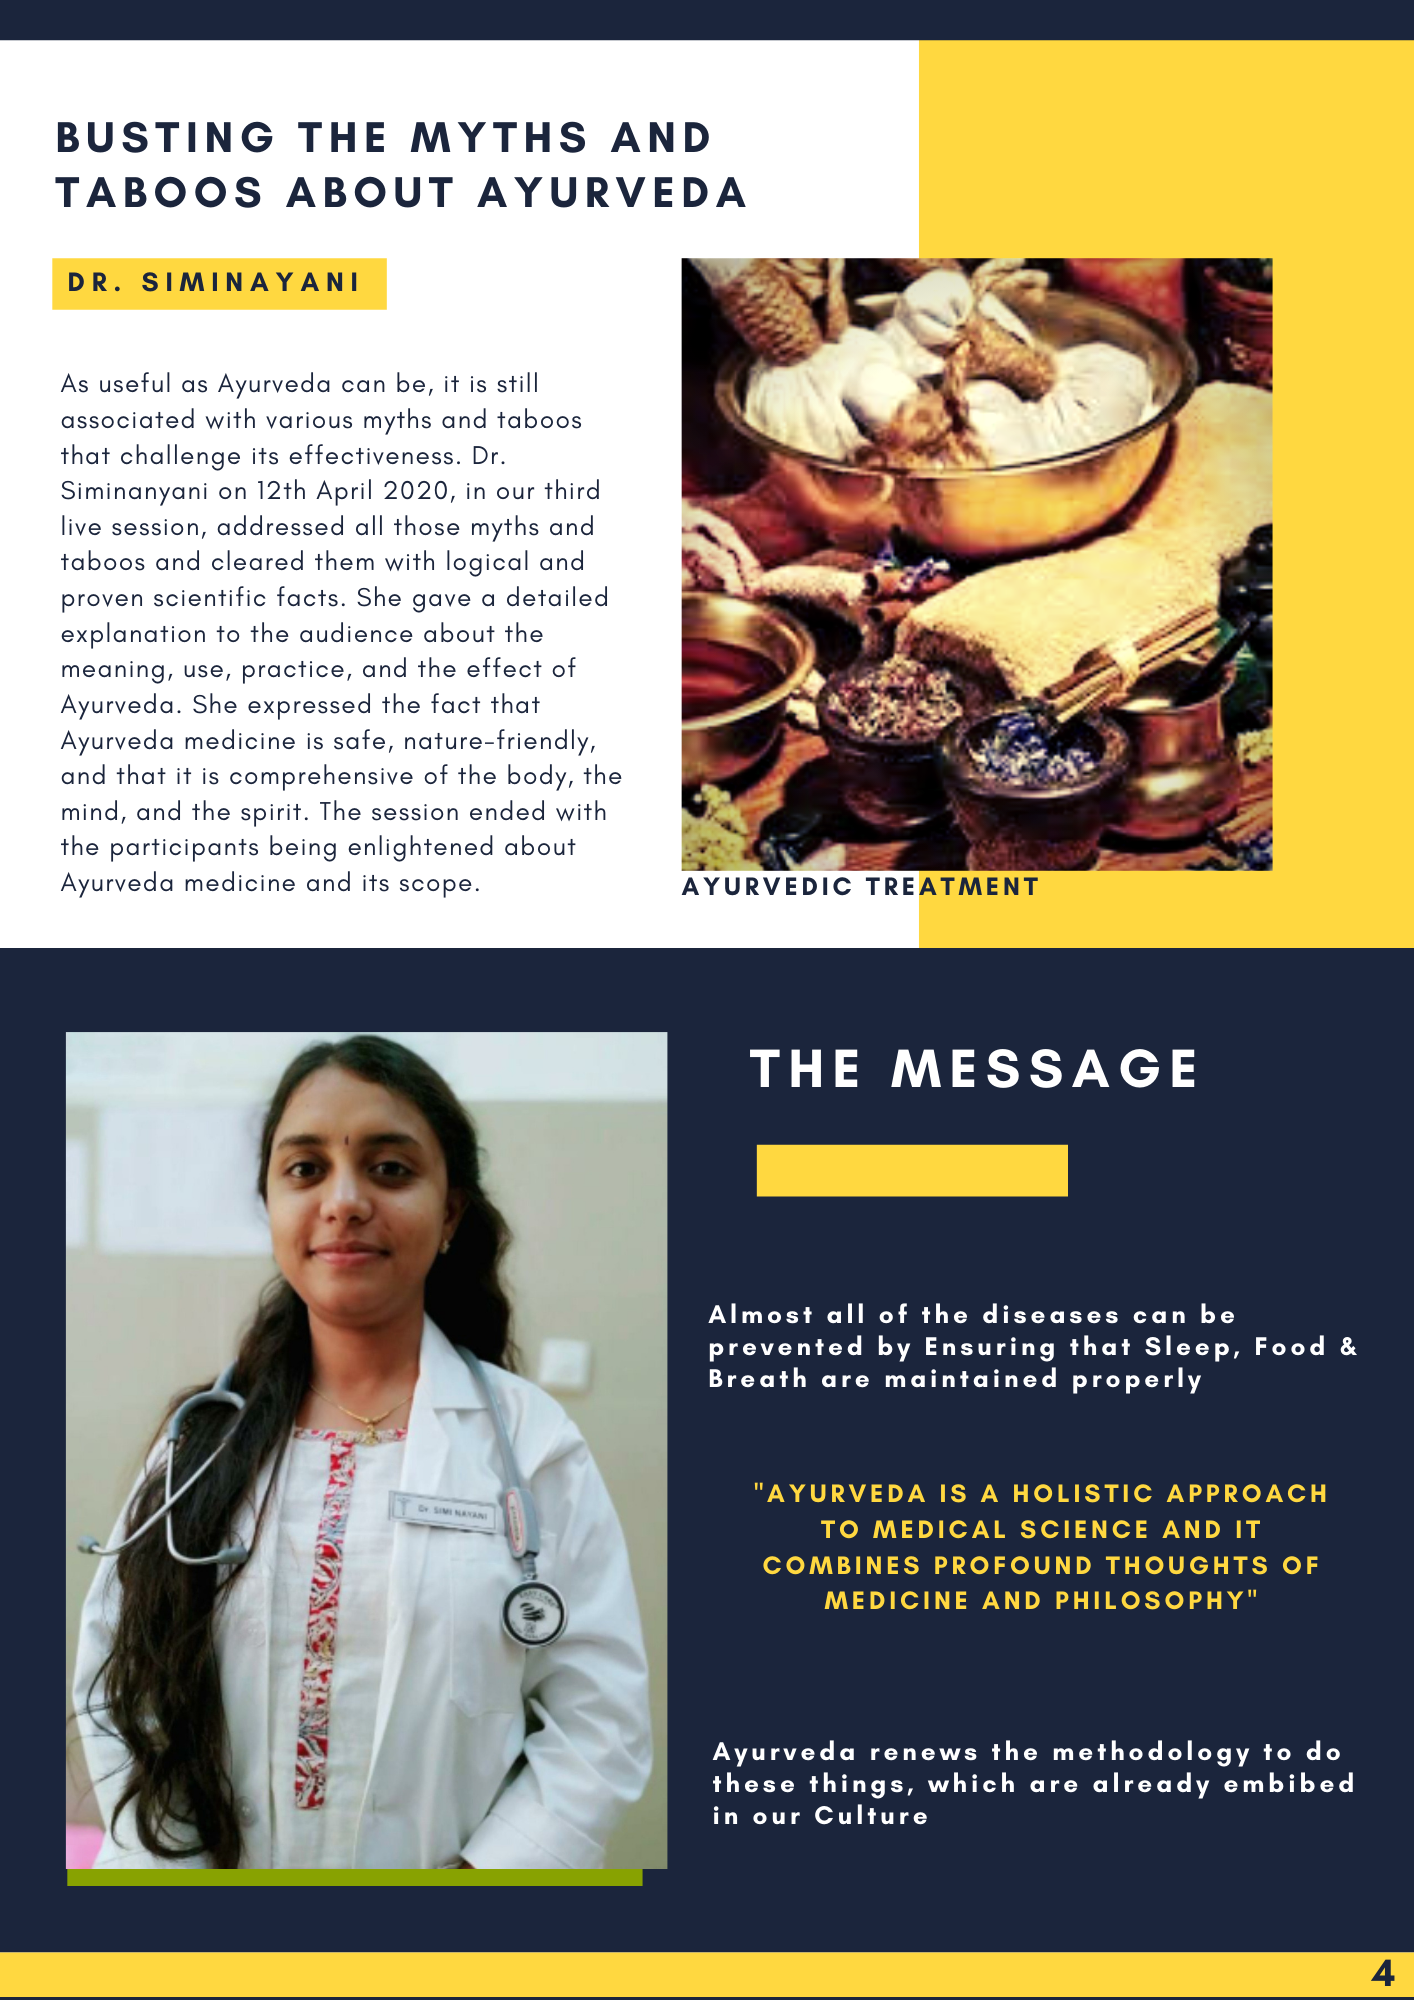 BUSTING THE MYTHS AND
TABOOS ABOUT AYURVEDA
DR. SIMINAYANI
As useful as Ayurveda can be, it is still
associated with various myths and taboos
that challenge its effectiveness. Dr.
Siminanyani on 12th April 2020, in our third
live session, addressed all those myths and
taboos and cleared them with logical and
proven scientific facts. She gave a detailed
explanation to the audience about the
meaning, use, practice, and the effect of
Ayurveda. She expressed the fact that
Ayurveda medicine is safe, nature-friendly,
and that it is comprehensive of the body, the
mind, and the spirit. The session ended with
the participants being enlightened about
Ayurveda medicine and its scope.
AYURVEDIC TREATMENT
Dr. SIMI NAYANI
THE MESSAGE
Almost all of the diseases can be
prevented by Ensuring that Sleep, Food &
Breath are maintained properly
"AYURVEDA IS A HOLISTIC APPROACH
TO MEDICAL SCIENCE AND IT
COMBINES PROFOUND THOUGHTS OF
MEDICINE AND PHILOSOPHY"
Ayurveda renews the methodology to do
these things, which are already embibed
in our Culture
4